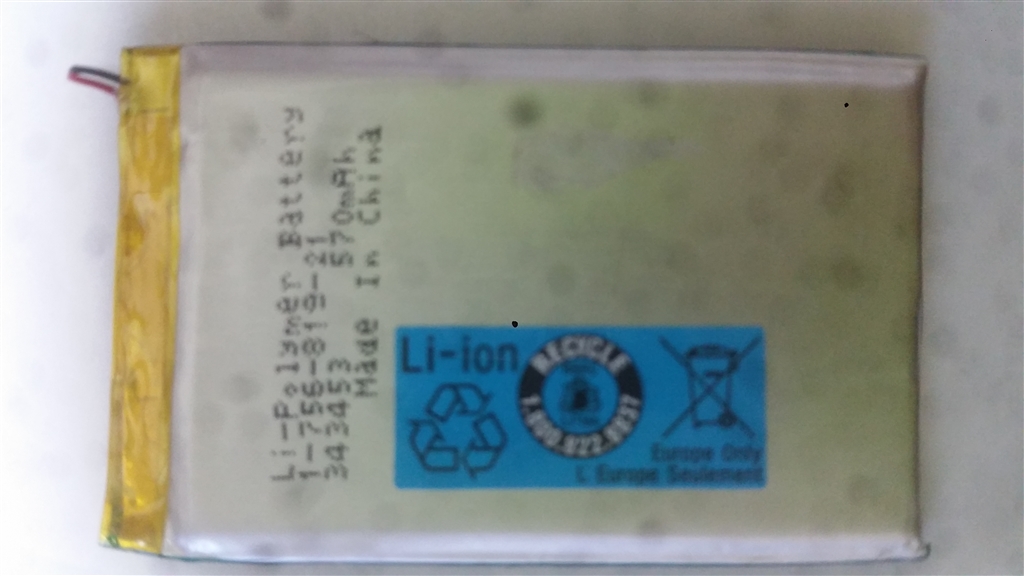 Li-Polymer Battery
1-756-819-21
343453 570mAh
Made In China
Li-ion
RECYCLE
1.800.822.8837
Europe Only
L'Europe Seulement